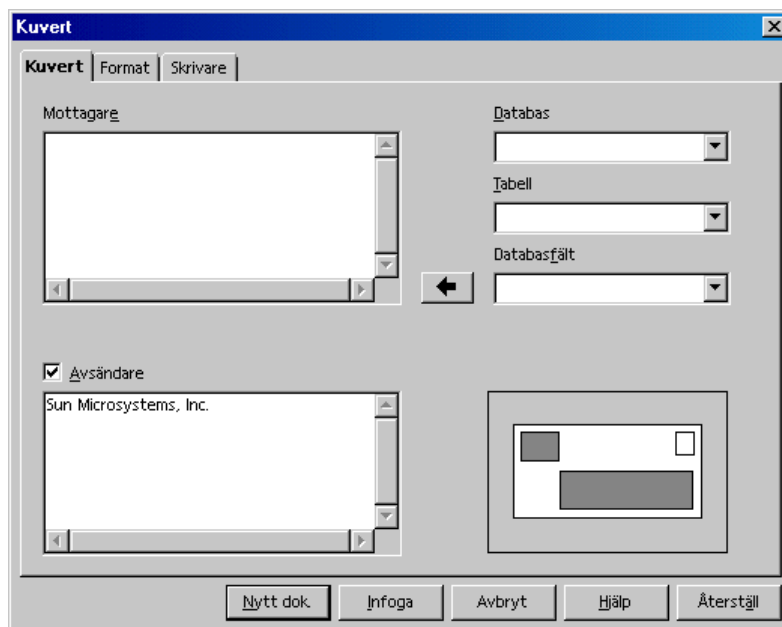 Kuvert
Kuvert Format Skrivare
Mottagare
Databas
Tabell
Databasfält
Avsändare
Sun Microsystems, Inc.
Nytt dok. Infoga Avbryt Hjälp Återställ